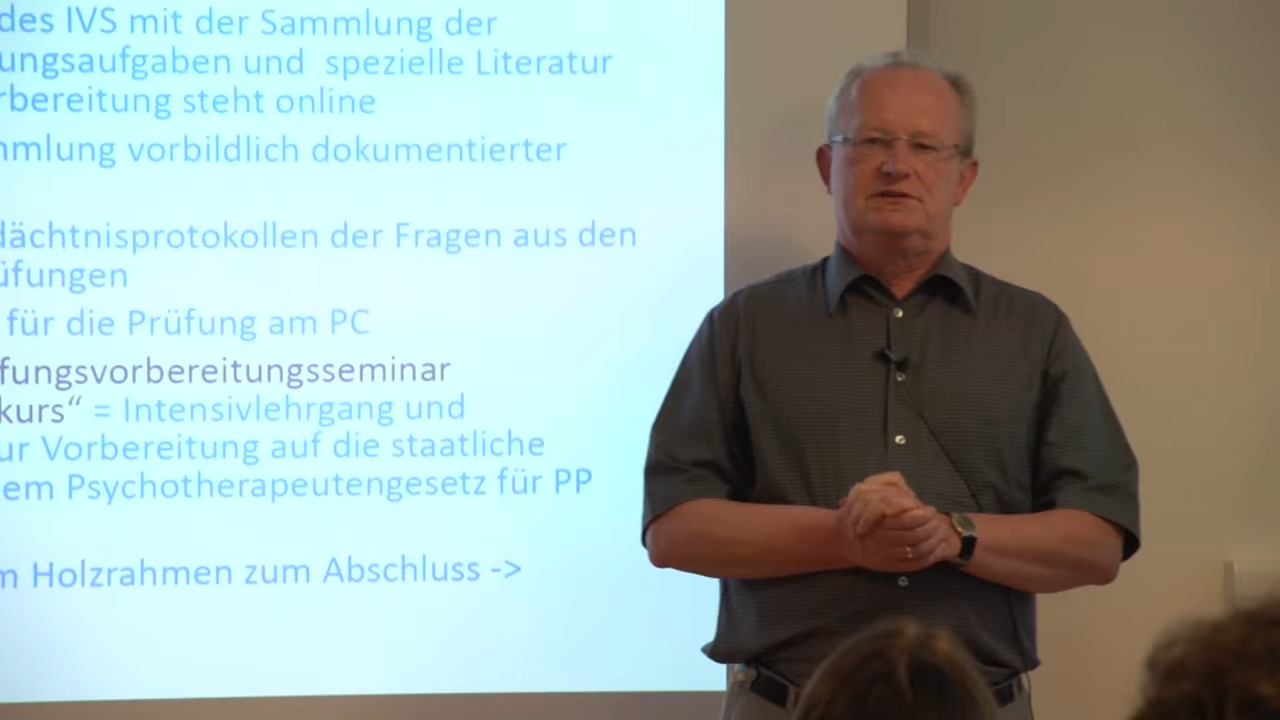 des IVS mit der Sammlung der
ungsaufgaben und spezielle Literatur
rbereitung steht online
mlung vorbildlich dokumentierter
dächtnisprotokollen der Fragen aus den
üfungen
für die Prüfung am PC
fungsvorbereitungsseminar
kurs“ = Intensivlehrgang und
ur Vorbereitung auf die staatliche
em Psychotherapeutengesetz für PP
m Holzrahmen zum Abschluss ->